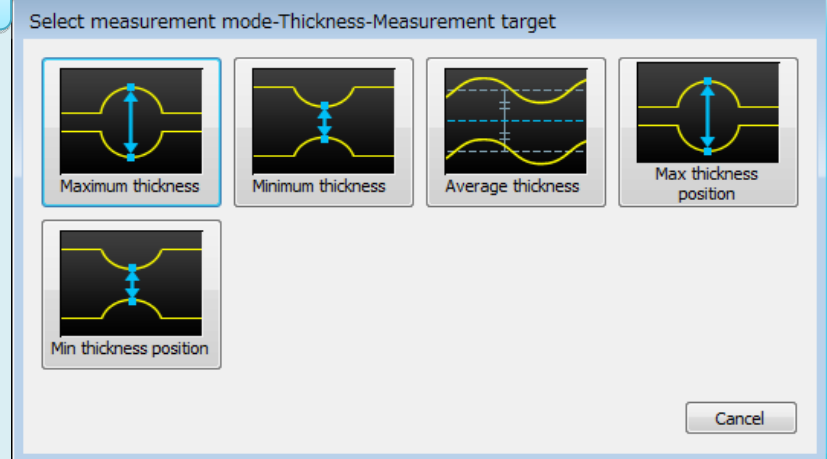 Select measurement mode-Thickness-Measurement target
Maximum thickness
Minimum thickness
Average thickness
Max thickness
position
Min thickness position
Cancel